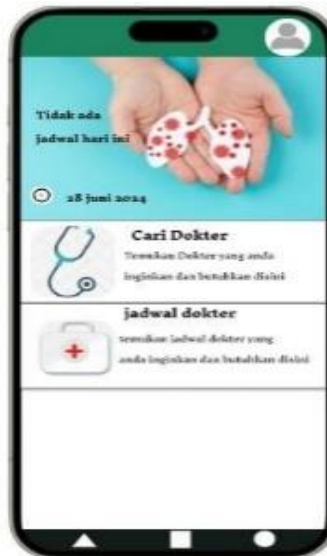 Tidak ada
jadwal hari ini
28 juni 2024
Cari Dokter
Temukan Dokter yang anda
inginkan dan butuhkan disini
jadwal dokter
temukan jadwal dokter yang
anda inginkan dan butuhkan disini